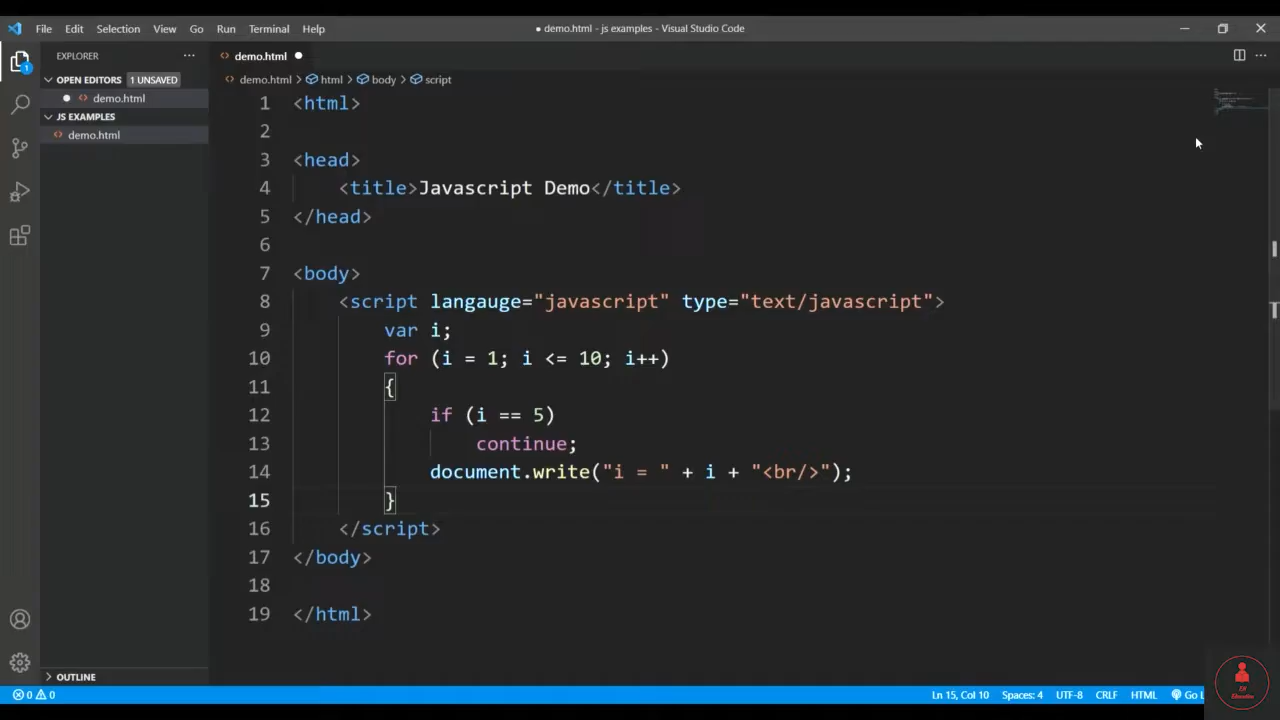 File Edit Selection View Go Run Terminal Help
● demo.html - js examples - Visual Studio Code
EXPLORER
demo.html
OPEN EDITORS 1 UNSAVED
demo.html > html > body > script
demo.html
JS EXAMPLES
demo.html
1 <html>
2
3 <head>
4 <title>Javascript Demo</title>
5 </head>
6
7 <body>
8 <script langauge="javascript" type="text/javascript">
9 var i;
10 for (i = 1; i <= 10; i++)
11 {
12 if (i == 5)
13 continue;
14 document.write("i = " + i + "<br/>");
15 }
16 </script>
17 </body>
18
19 </html>
OUTLINE
0 0
Ln 15, Col 10 Spaces: 4 UTF-8 CRLF HTML Go
1